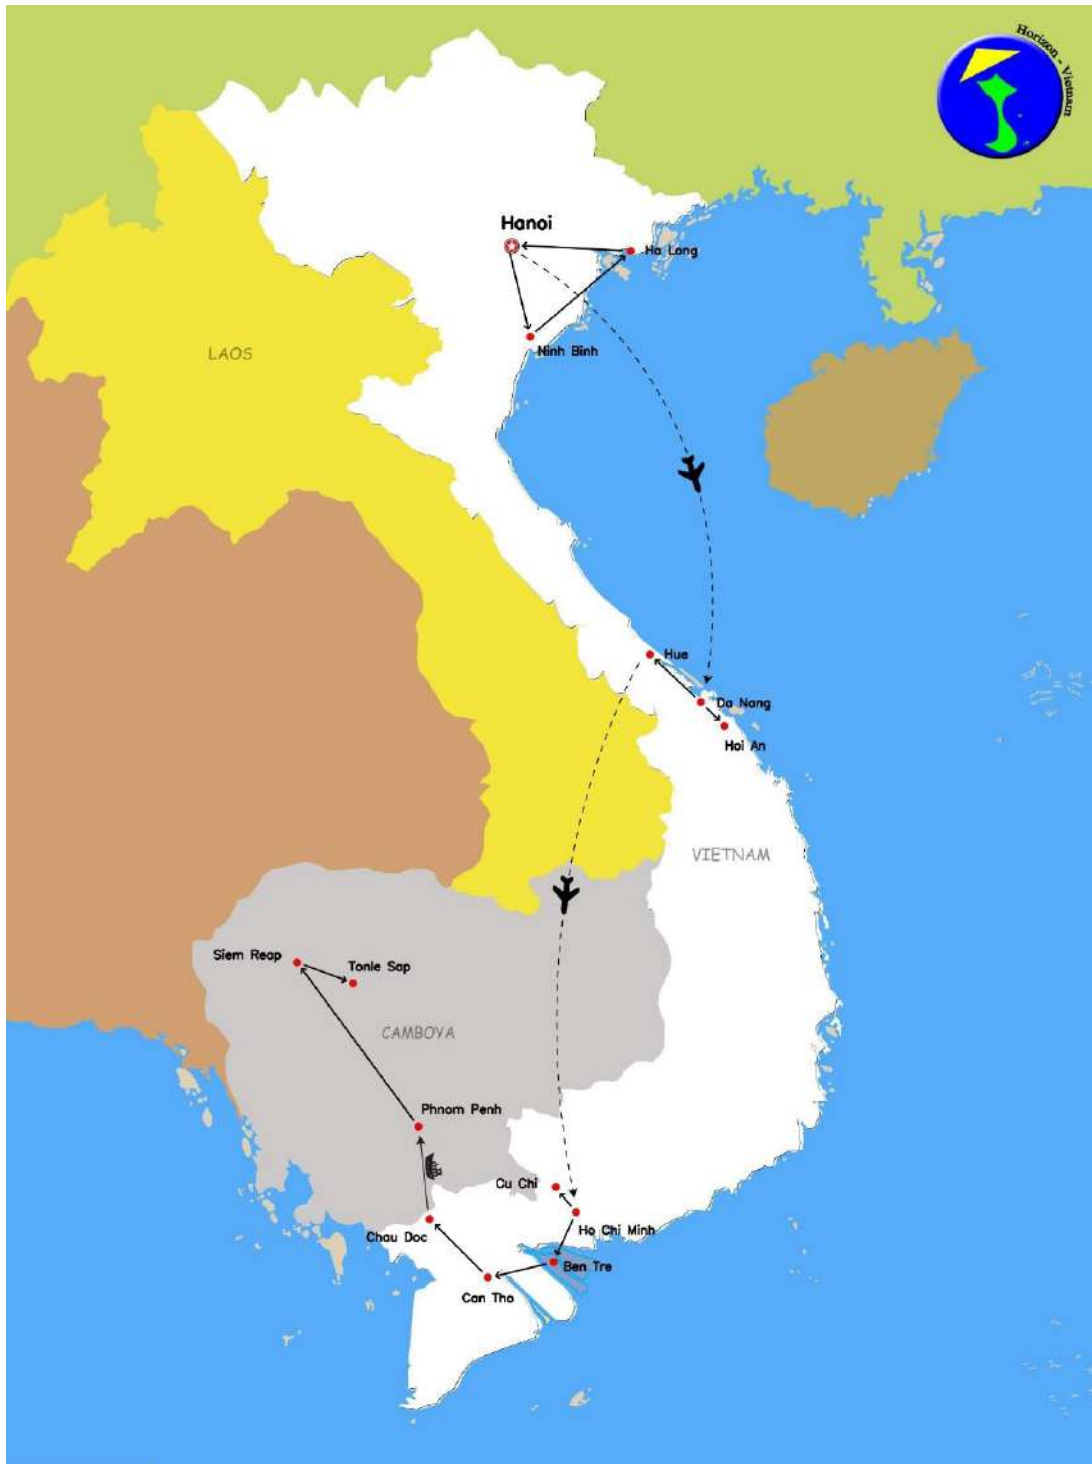 Horizon - Vietnam
Hanoi
Ha Long
Ninh Binh
LAOS
Hue
Da Nang
Hoi An
VIETNAM
Siem Reap
Tonle Sap
CAMBOYA
Phnom Penh
Cu Chi
Ho Chi Minh
Chau Doc
Ben Tre
Can Tho